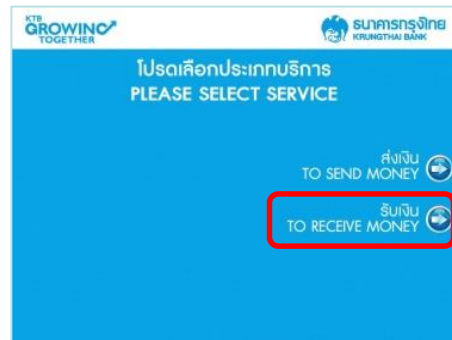 KTB
GROWING
TOGETHER
ธนาคารกรุงไทย
KRUNGTHAI BANK
โปรดเลือกประเภทบริการ
PLEASE SELECT SERVICE
ส่งเงิน
TO SEND MONEY
รับเงิน
TO RECEIVE MONEY